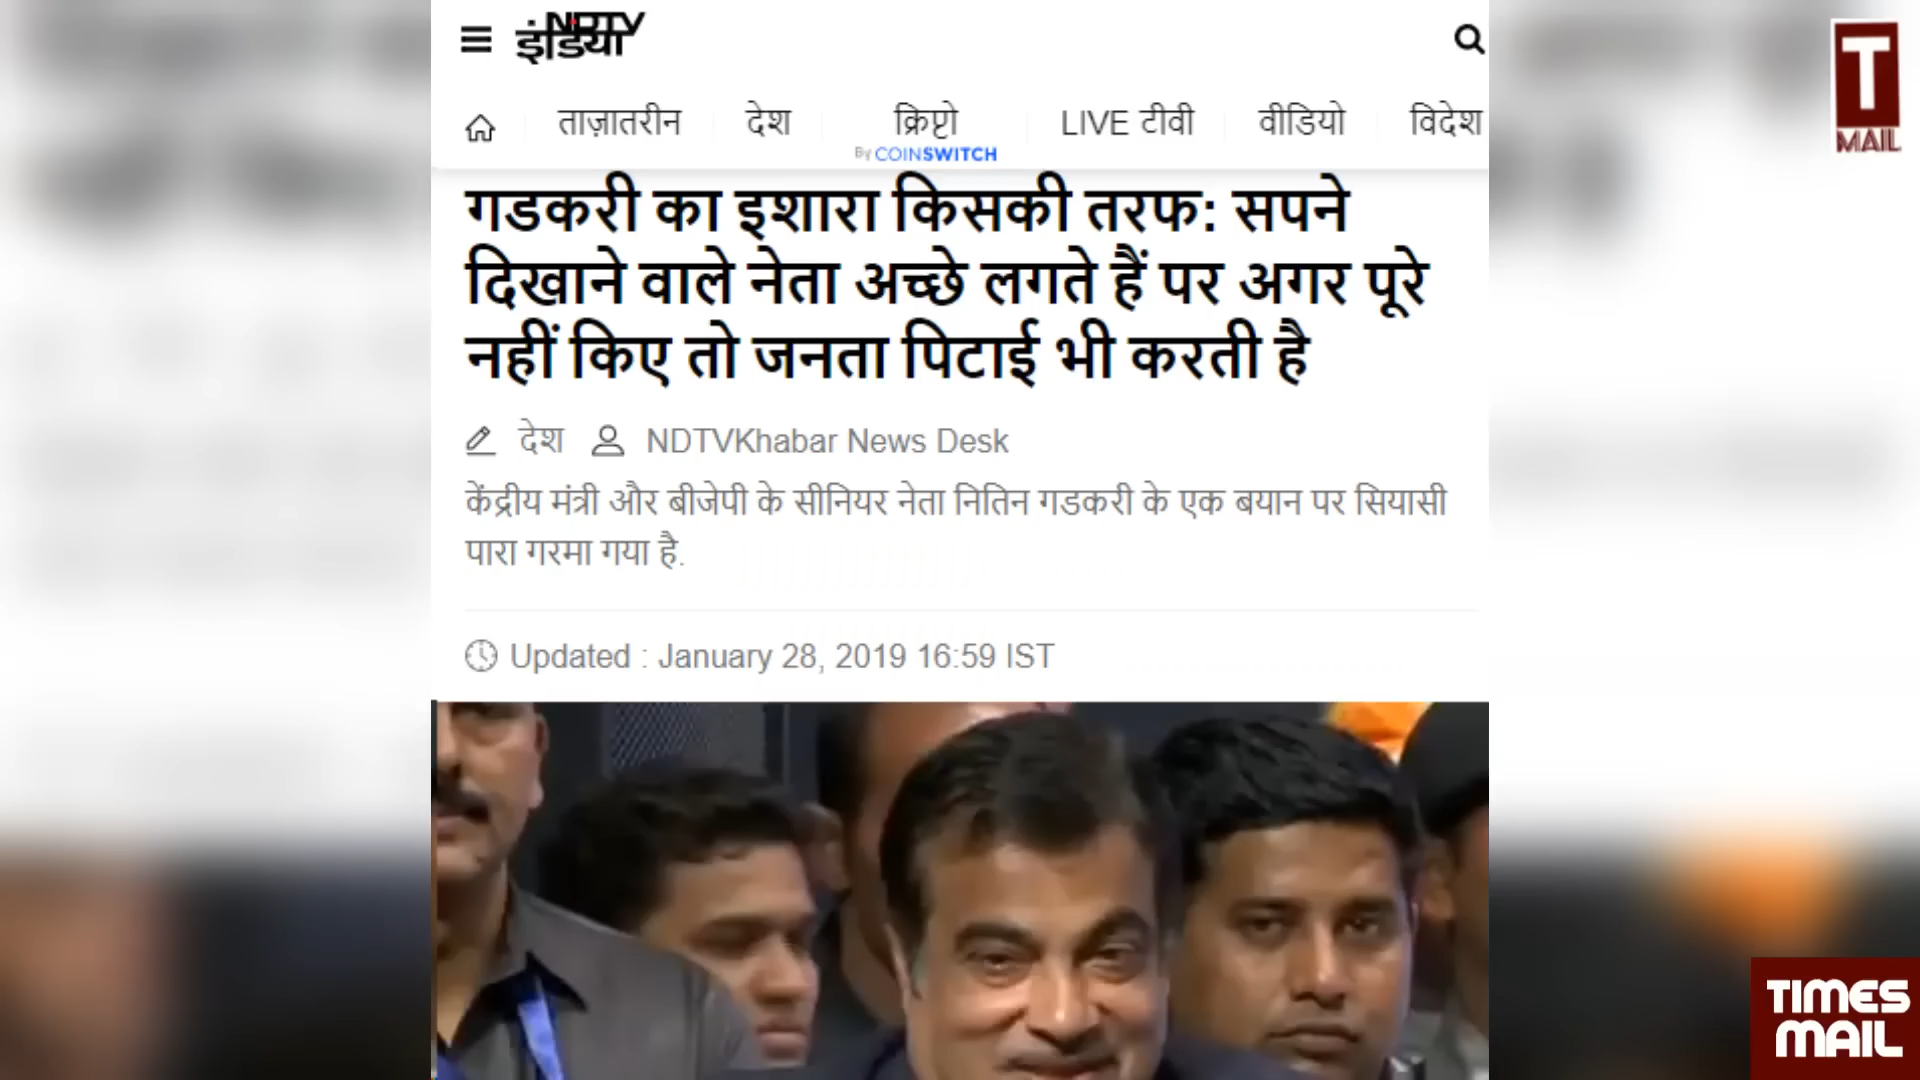 NDTV
इंडिया
ताज़ातरीन देश क्रिप्टो LIVE टीवी वीडियो विदेश
By COINSWITCH
गडकरी का इशारा किसकी तरफ: सपने
दिखाने वाले नेता अच्छे लगते हैं पर अगर पूरे
नहीं किए तो जनता पिटाई भी करती है
देश NDTVKhabar News Desk
केंद्रीय मंत्री और बीजेपी के सीनियर नेता नितिन गडकरी के एक बयान पर सियासी
पारा गरमा गया है.
Updated : January 28, 2019 16:59 IST
T
MAIL
TIMES
MAIL